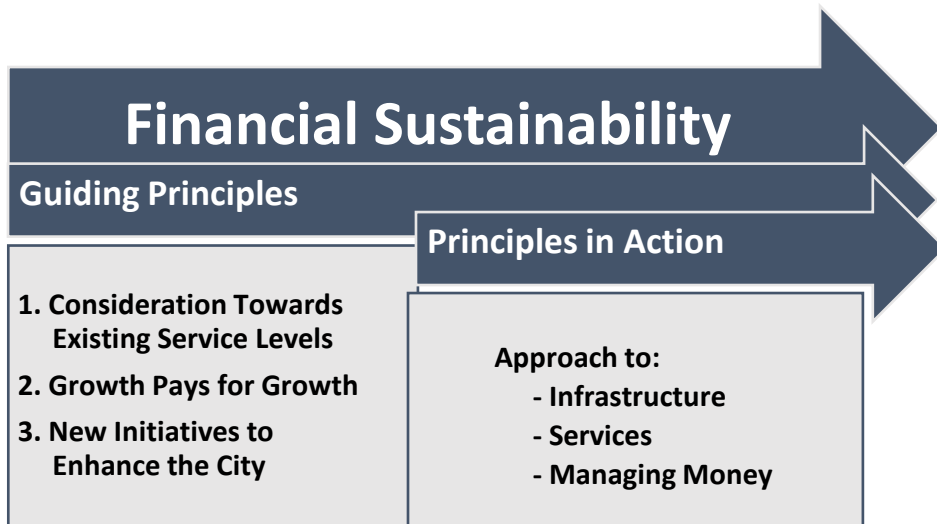 Financial Sustainability
Guiding Principles
Principles in Action
1. Consideration Towards
Existing Service Levels
2. Growth Pays for Growth
3. New Initiatives to
Enhance the City
Approach to:
- Infrastructure
- Services
- Managing Money